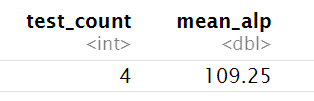 test_count mean_alp
<int> <dbl>
4 109.25